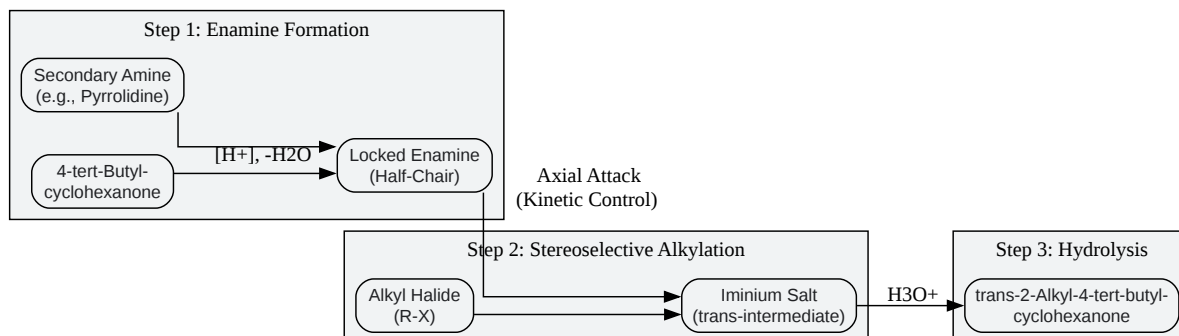 Step 1: Enamine Formation
Secondary Amine
(e.g., Pyrrolidine)
[H+], -H2O
4-tert-Butyl-
cyclohexanone
Locked Enamine
(Half-Chair)
Axial Attack
(Kinetic Control)
Step 2: Stereoselective Alkylation
Alkyl Halide
(R-X)
Iminium Salt
(trans-intermediate)
H3O+
Step 3: Hydrolysis
trans-2-Alkyl-4-tert-butyl-
cyclohexanone